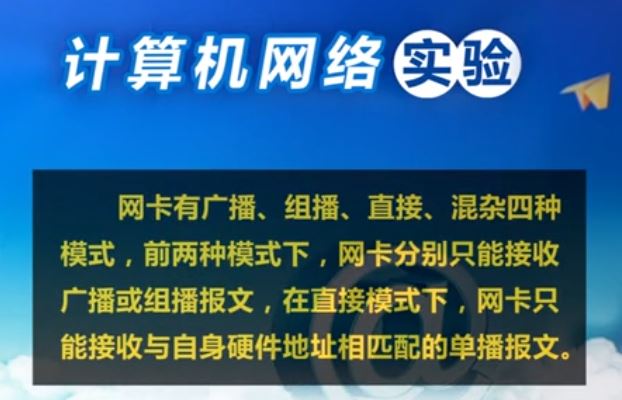 计算机网络实验
网卡有广播、组播、直接、混杂四种
模式，前两种模式下，网卡分别只能接收
广播或组播报文，在直接模式下，网卡只
能接收与自身硬件地址相匹配的单播报文。